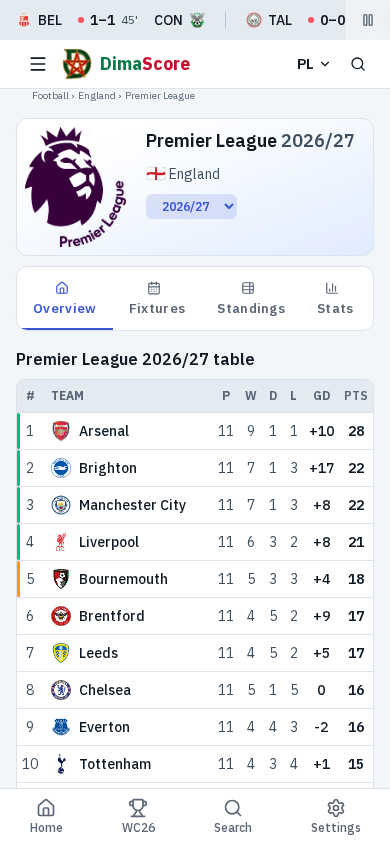 BEL 1–1 45' CON TAL 0–0
DimaScore PL
Football › England › Premier League
Premier League
Premier League 2026/27
England
2026/27
Overview Fixtures Standings Stats
Premier League 2026/27 table
# TEAM P W D L GD PTS
1 Arsenal 11 9 1 1 +10 28
2 Brighton 11 7 1 3 +17 22
3 Manchester City 11 7 1 3 +8 22
4 Liverpool 11 6 3 2 +8 21
5 Bournemouth 11 5 3 3 +4 18
6 Brentford 11 4 5 2 +9 17
7 Leeds 11 4 5 2 +5 17
8 Chelsea 11 5 1 5 0 16
9 Everton 11 4 4 3 -2 16
10 Tottenham 11 4 3 4 +1 15
Home WC26 Search Settings